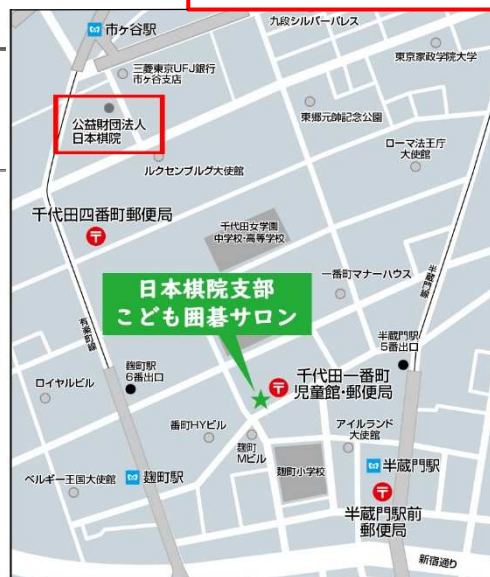 市ヶ谷駅
九段シルバーパレス
東京家政学院大学
三菱東京UFJ銀行
市ヶ谷支店
東郷元帥記念公園
公益財団法人
日本棋院
ローマ法王庁
大使館
ルクセンブルグ大使館
千代田四番町郵便局
千代田女学園
中学校・高等学校
一番町マナーハウス
半蔵門線
日本棋院支部
こども囲碁サロン
有楽町線
半蔵門駅
5番出口
麹町駅
6番出口
千代田一番町
児童館・郵便局
ロイヤルビル
番町HYビル
麹町
Mビル
アイルランド
大使館
麹町小学校
ベルギー王国大使館
麹町駅
半蔵門駅
半蔵門駅前
郵便局
新宿通り